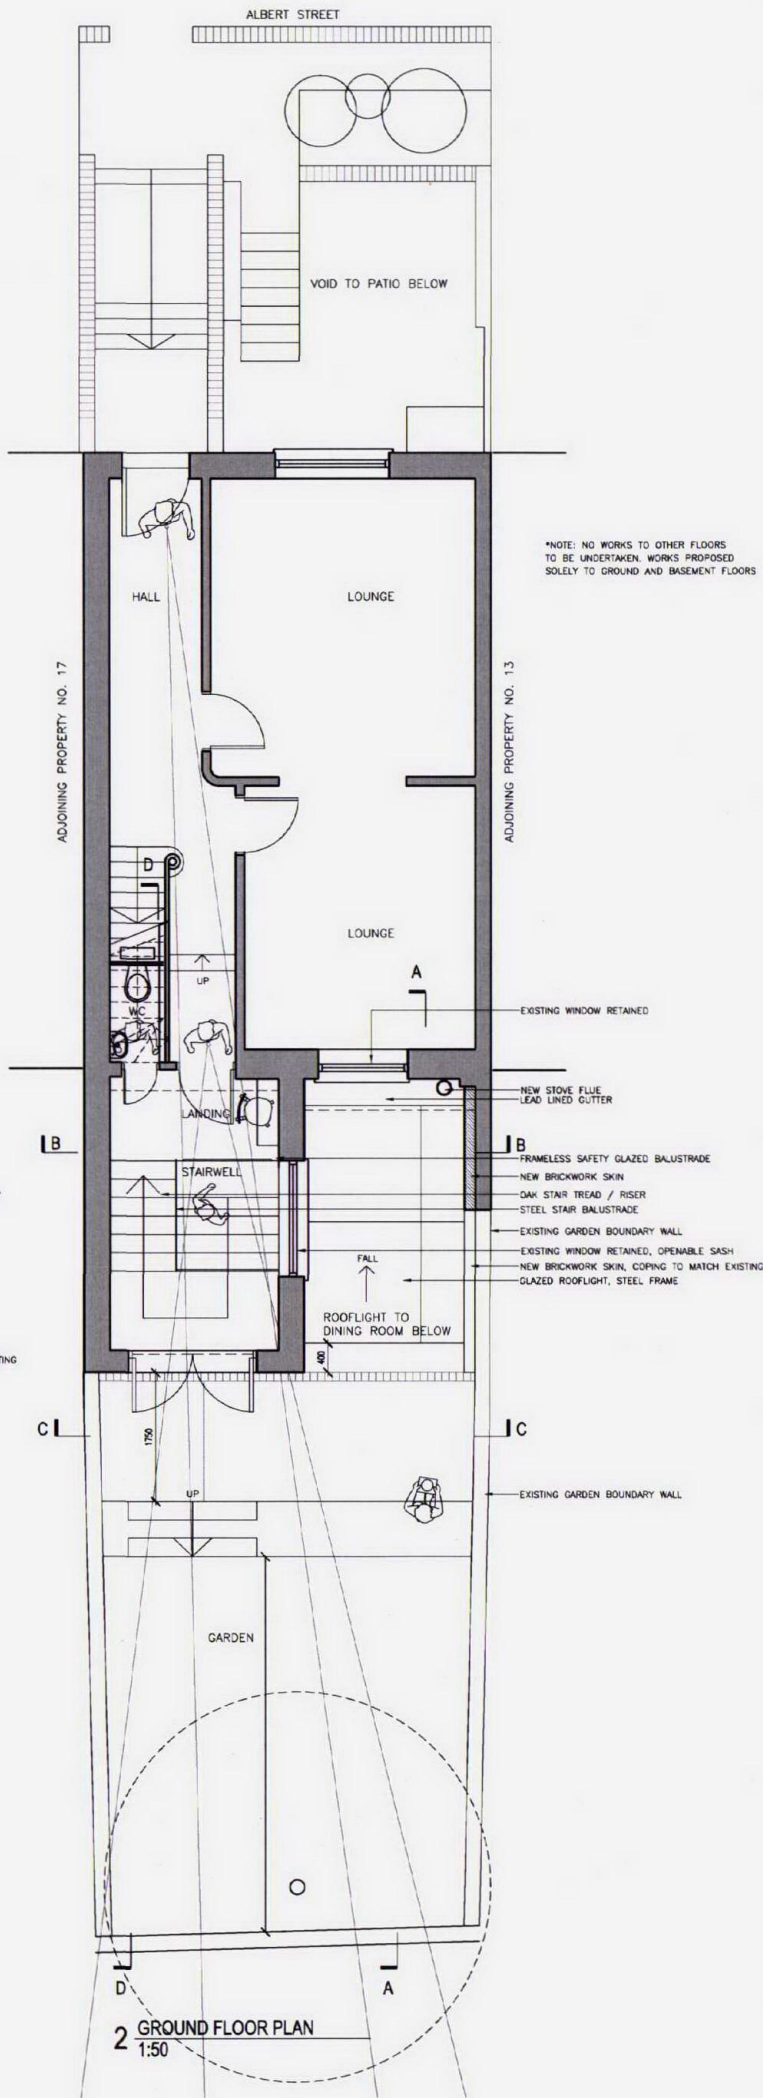 ALBERT STREET
VOID TO PATIO BELOW
*NOTE: NO WORKS TO OTHER FLOORS
TO BE UNDERTAKEN. WORKS PROPOSED
SOLELY TO GROUND AND BASEMENT FLOORS
HALL
LOUNGE
ADJOINING PROPERTY NO. 17
ADJOINING PROPERTY NO. 13
D
LOUNGE
A
UP
WC
EXISTING WINDOW RETAINED
NEW STOVE FLUE
LEAD LINED GUTTER
LANDING
B
B
FRAMELESS SAFETY GLAZED BALUSTRADE
STAIRWELL
NEW BRICKWORK SKIN
OAK STAIR TREAD / RISER
STEEL STAIR BALUSTRADE
EXISTING GARDEN BOUNDARY WALL
EXISTING WINDOW RETAINED, OPENABLE SASH
FALL
NEW BRICKWORK SKIN, COPING TO MATCH EXISTING
GLAZED ROOFLIGHT, STEEL FRAME
ROOFLIGHT TO
DINING ROOM BELOW
400
TING
C
C
1750
UP
EXISTING GARDEN BOUNDARY WALL
GARDEN
D
A
2 GROUND FLOOR PLAN
1:50